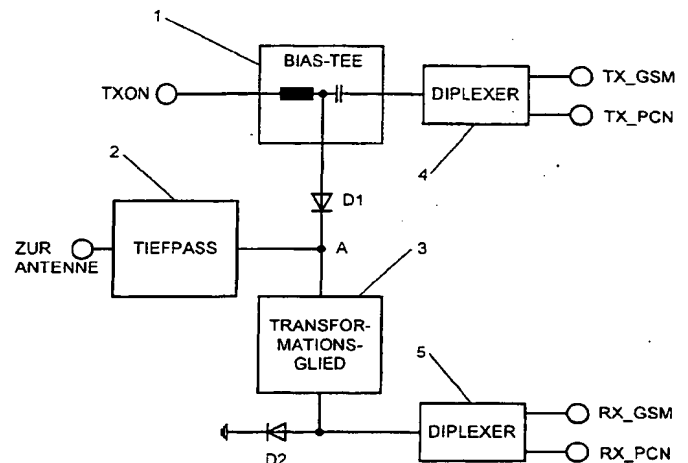 1
BIAS-TEE
TXON
TX_GSM
DIPLEXER
TX_PCN
2
4
D1
ZUR
ANTENNE
TIEFPASS
A
3
TRANSFOR-
MATIONS-
GLIED
5
RX_GSM
DIPLEXER
D2
RX_PCN